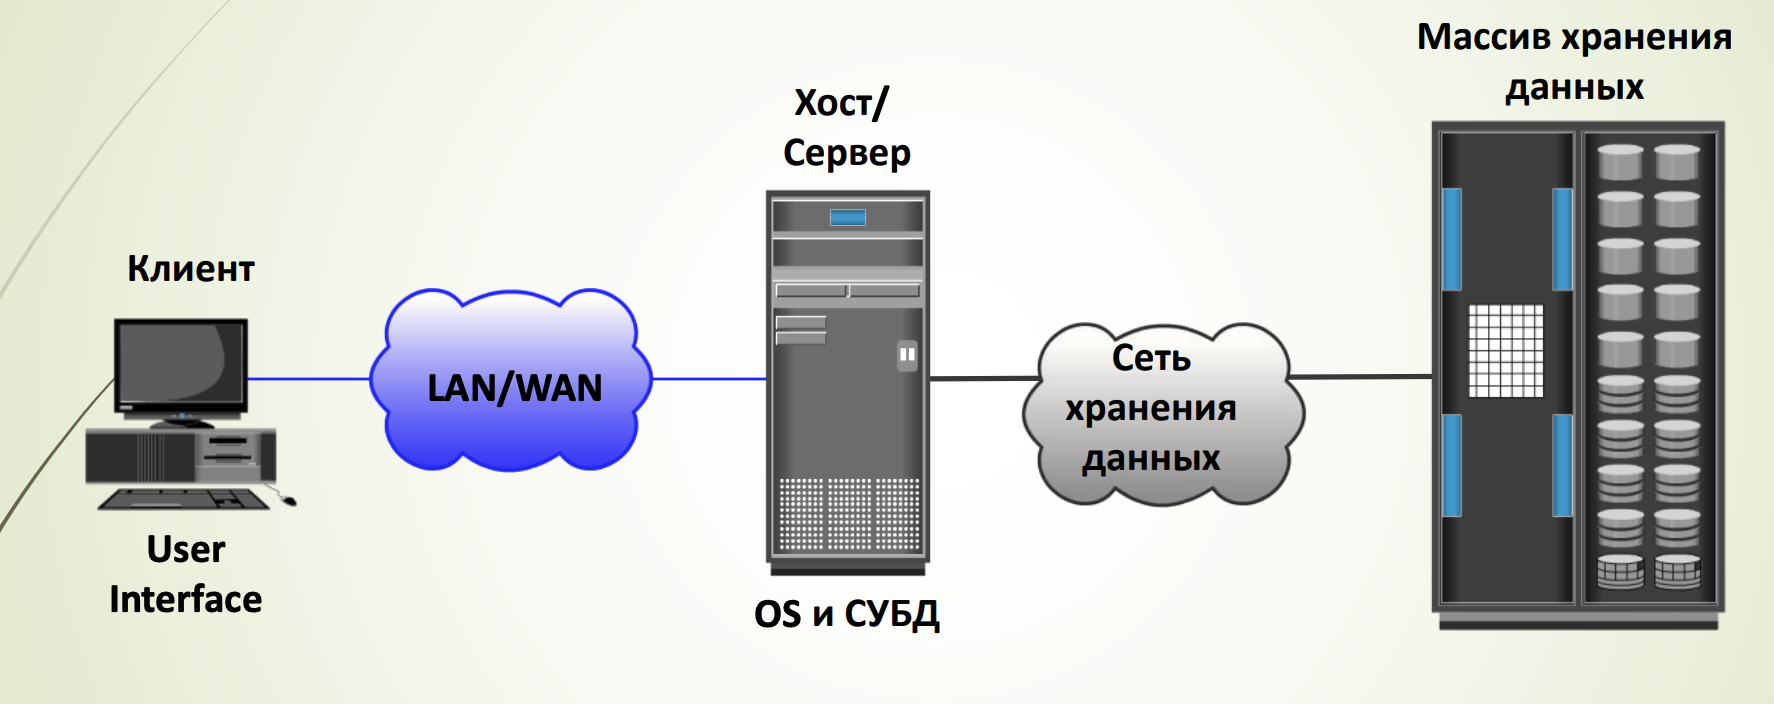 Клиент
User
Interface
LAN/WAN
Хост/
Сервер
OS и СУБД
Сеть
хранения
данных
Массив хранения
данных